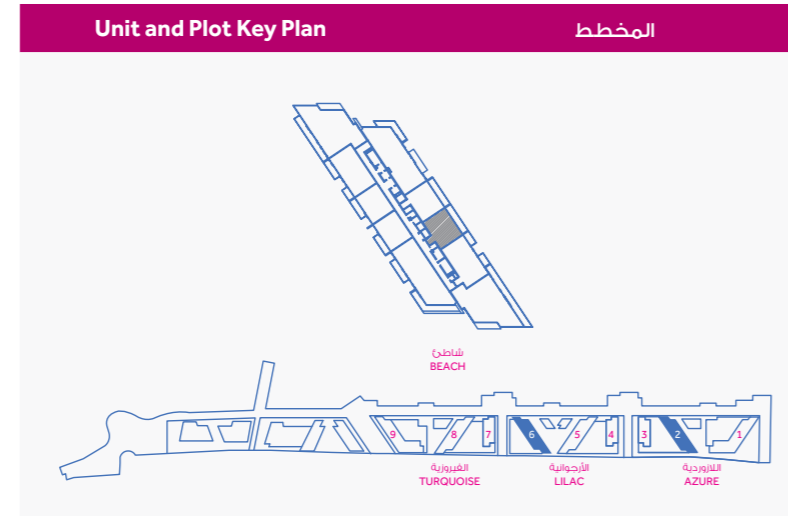 Unit and Plot Key Plan المخطط
شاطئ
BEACH
9 8 7 6 5 4 3 2 1
الفيروزية الأرجوانية اللازوردية
TURQUOISE LILAC AZURE